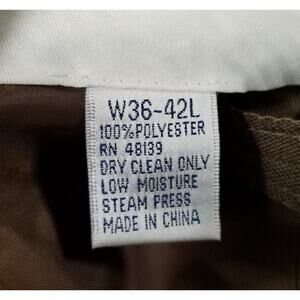 W36-42L
100%POLYESTER
RN 48139
DRY CLEAN ONLY
LOW MOISTURE
STEAM PRESS
MADE IN CHINA